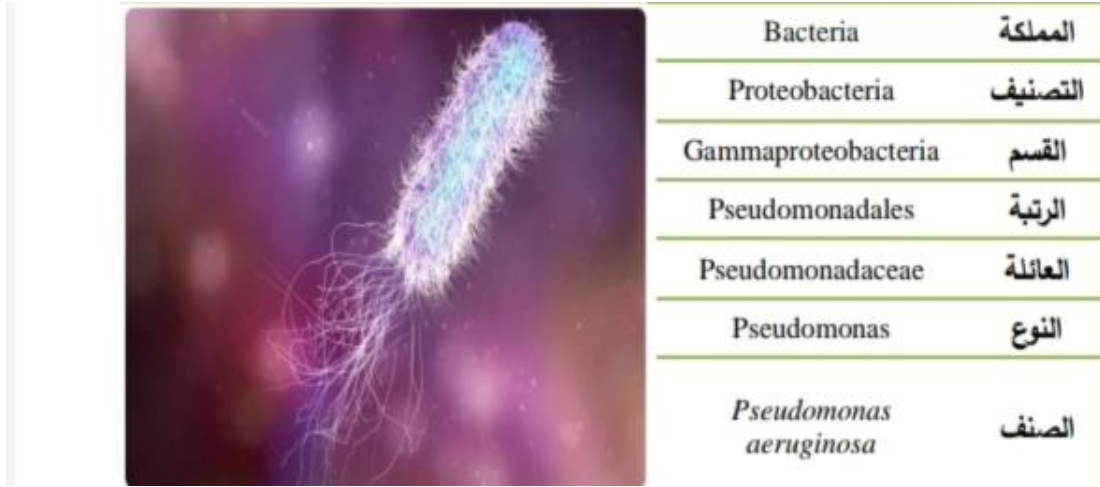 المملكة Bacteria
التصنيف Proteobacteria
القسم Gammaproteobacteria
الرتبة Pseudomonadales
العائلة Pseudomonadaceae
النوع Pseudomonas
الصنف Pseudomonas
aeruginosa